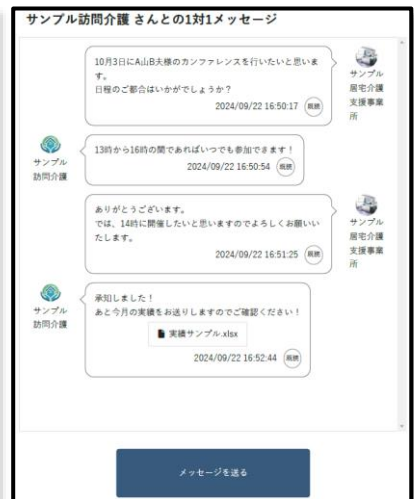 サンプル訪問介護 さんとの1対1メッセージ
10月3日にA山B夫様のカンファレンスを行いたいと思いま
す。
日程のご都合はいかがでしょうか？
2024/09/22 16:50:17 既読
サンプル
居宅介護
支援事業
所
サンプル
訪問介護
13時から16時の間であればいつでも参加できます！
2024/09/22 16:50:54 既読
ありがとうございます。
では、14時に開催したいと思いますのでよろしくお願いい
たします。
2024/09/22 16:51:25 既読
サンプル
居宅介護
支援事業
所
サンプル
訪問介護
承知しました！
あと今月の実績をお送りしますのでご確認ください！
実績サンプル.xlsx
2024/09/22 16:52:44 既読
メッセージを送る